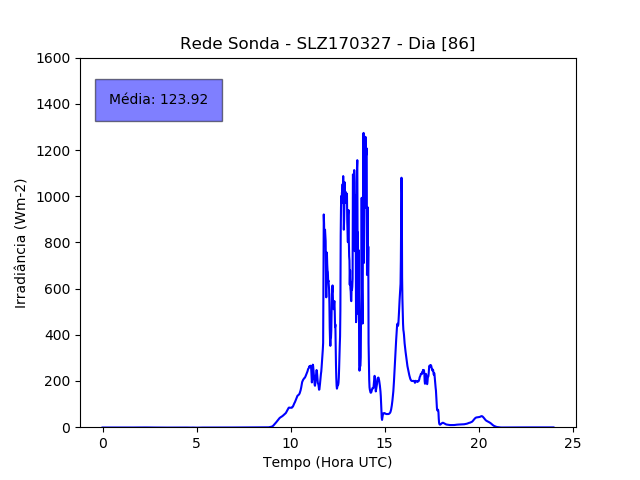 Rede Sonda - SLZ170327 - Dia [86]
Média: 123.92
Irradiância (Wm-2)
1600
1400
1200
1000
800
600
400
200
0
0 5 10 15 20 25
Tempo (Hora UTC)